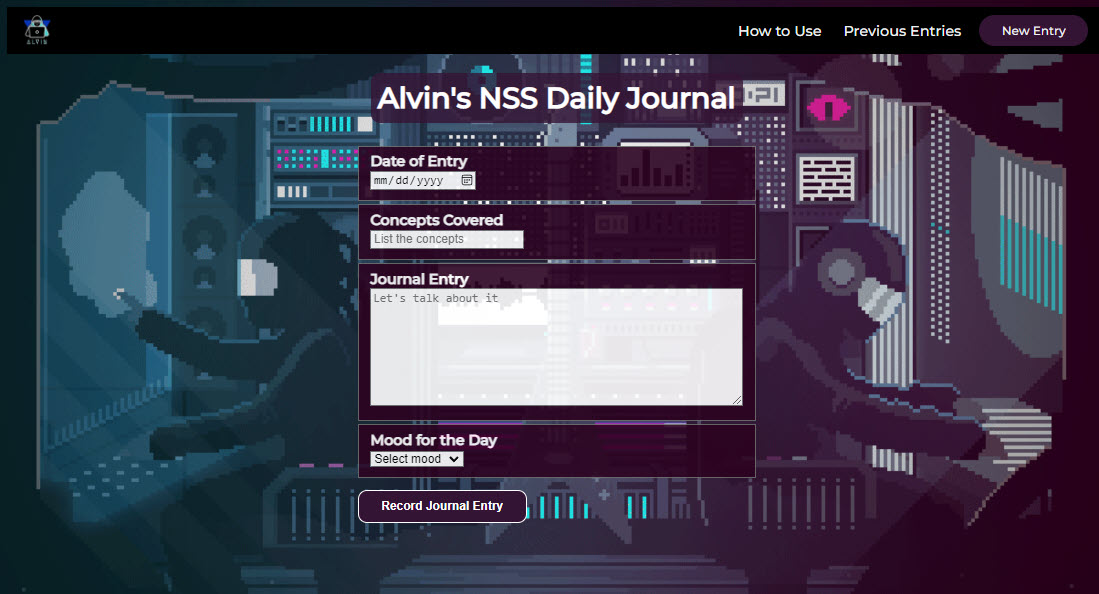 ALVIN
How to Use
Previous Entries
New Entry
Alvin's NSS Daily Journal
Date of Entry
mm/dd/yyyy
Concepts Covered
List the concepts
Journal Entry
Let's talk about it
Mood for the Day
Select mood
Record Journal Entry